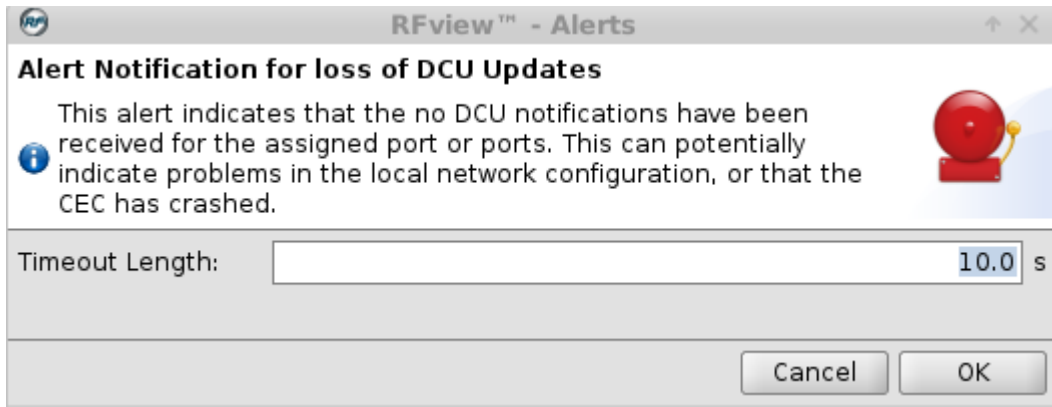 RFview™ - Alerts
Alert Notification for loss of DCU Updates
This alert indicates that the no DCU notifications have been
received for the assigned port or ports. This can potentially
indicate problems in the local network configuration, or that the
CEC has crashed.
Timeout Length: 10.0 s
Cancel OK